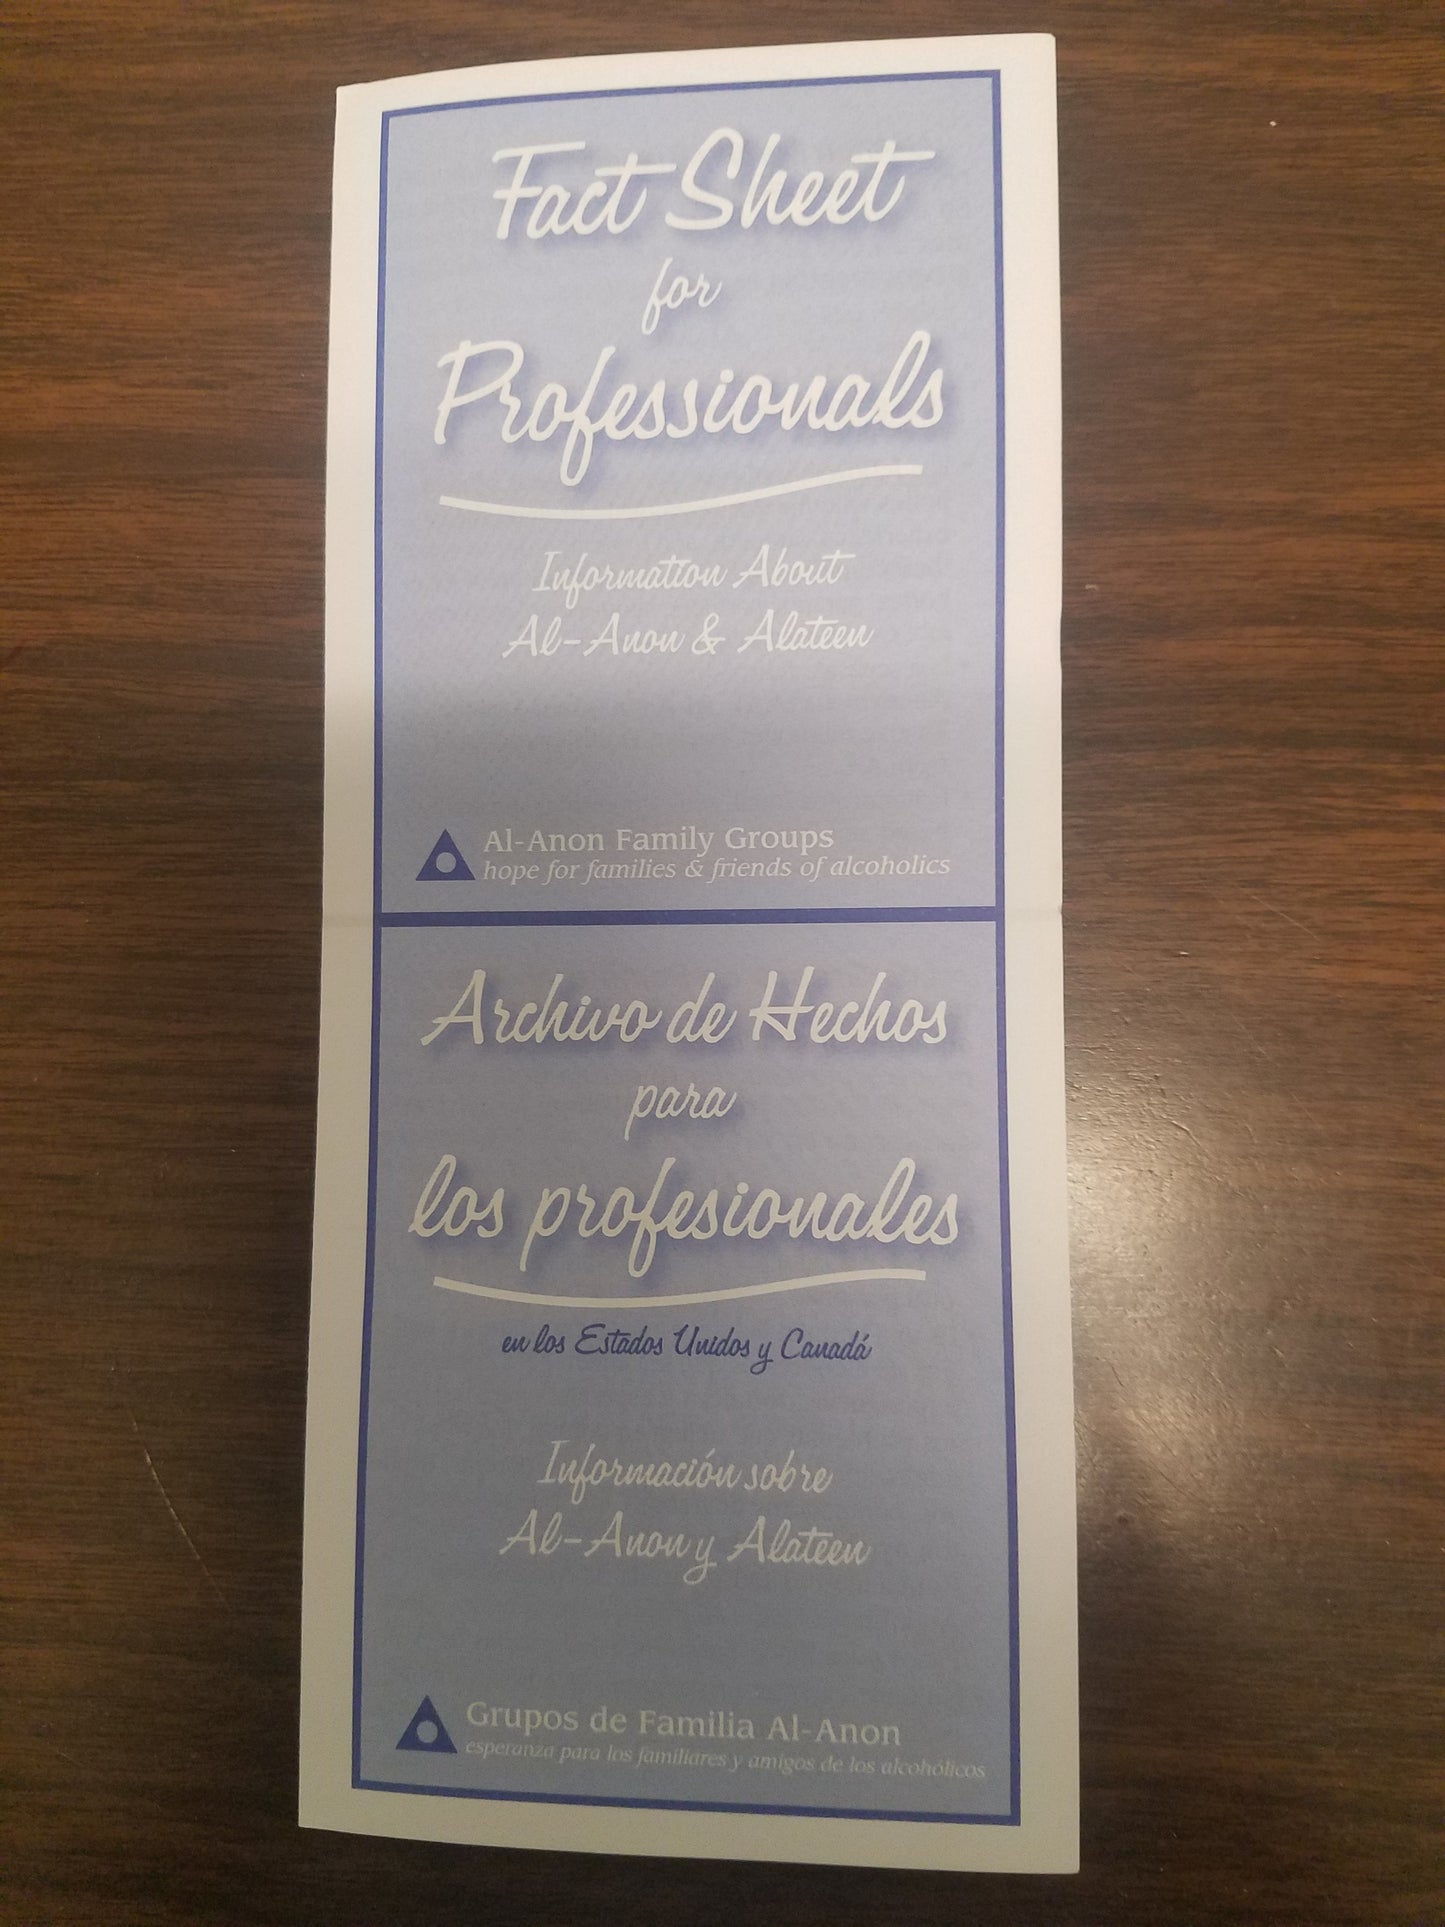 Fact Sheet
for
Professionals
Information About
Al-Anon & Alateen
Al-Anon Family Groups
hope for families & friends of alcoholics
Archivo de Hechos
para
los profesionales
en los Estados Unidos y Canadá
Información sobre
Al-Anon y Alateen
Grupos de Familia Al-Anon
esperanza para los familiares y amigos de los alcohólicos